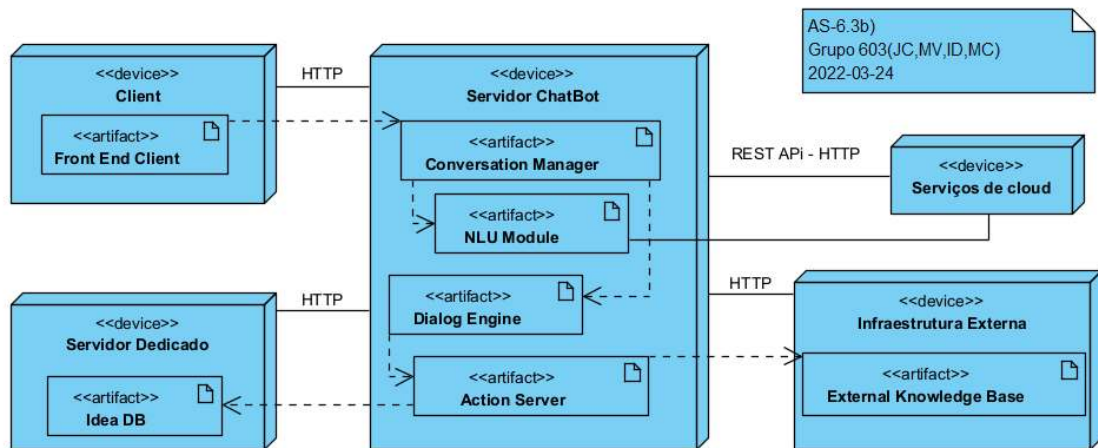 AS-6.3b)
Grupo 603(JC,MV,ID,MC)
2022-03-24
<<device>>
Client
<<artifact>>
Front End Client
HTTP
<<device>>
Servidor ChatBot
<<artifact>>
Conversation Manager
<<artifact>>
NLU Module
<<artifact>>
Dialog Engine
<<artifact>>
Action Server
REST APi - HTTP
<<device>>
Serviços de cloud
HTTP
<<device>>
Servidor Dedicado
<<artifact>>
Idea DB
HTTP
<<device>>
Infraestrutura Externa
<<artifact>>
External Knowledge Base